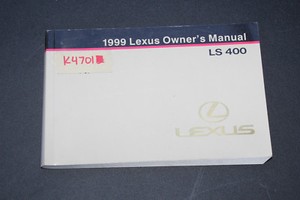 1999 Lexus Owner's Manual
LS 400
K4701
LEXUS